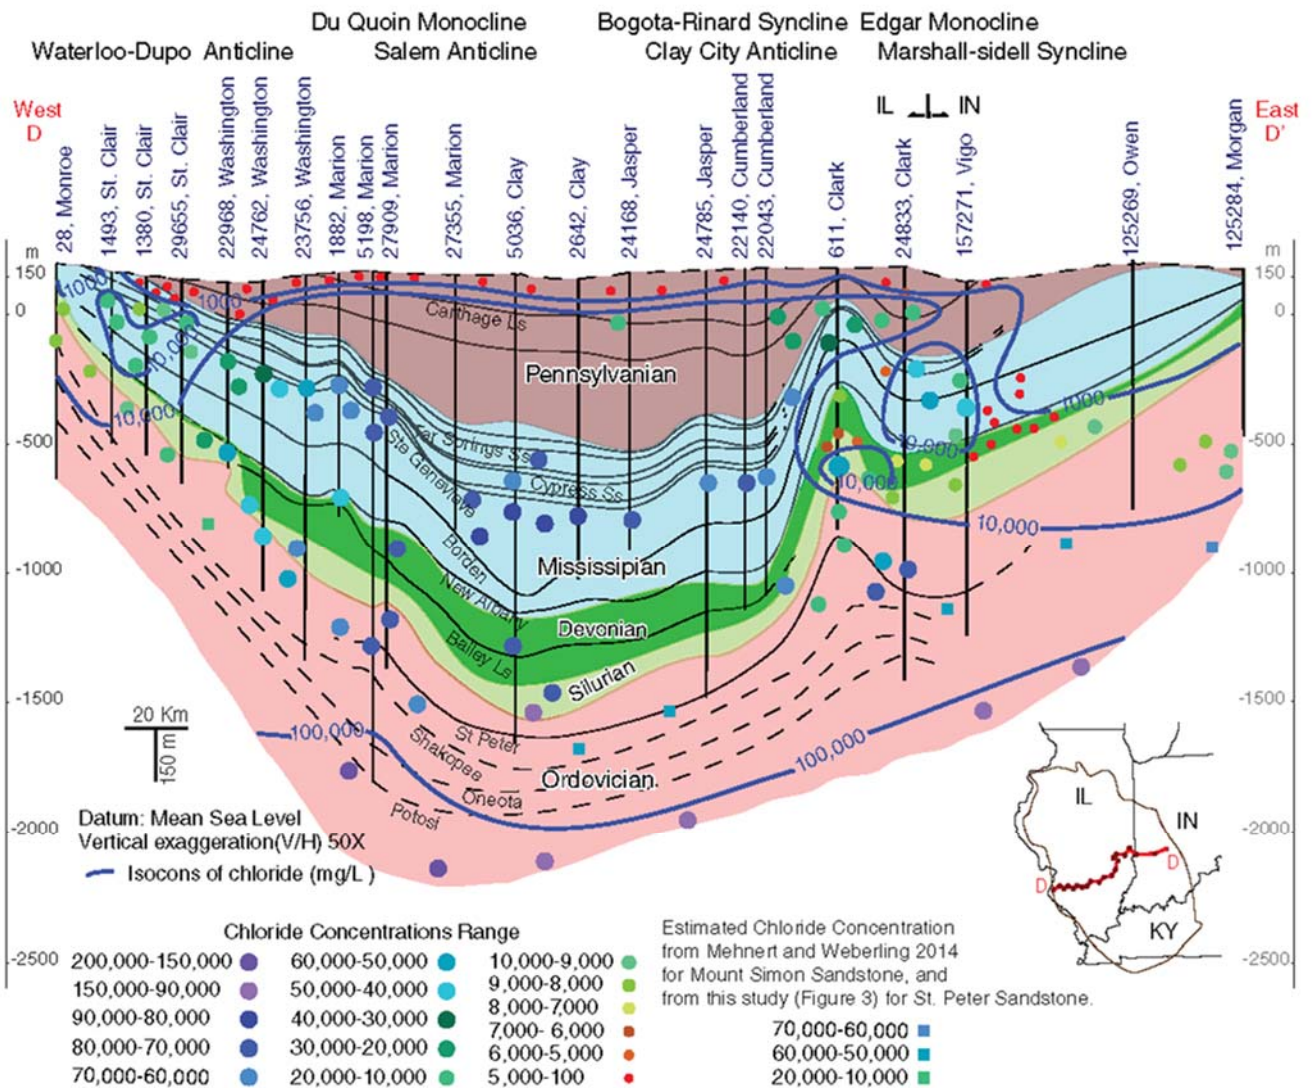 Du Quoin Monocline
Bogota-Rinard Syncline
Edgar Monocline
Waterloo-Dupo Anticline
Salem Anticline
Clay City Anticline
Marshall-sidell Syncline
West
D
IL
IN
East
D'
28, Monroe
1493, St. Clair
1380, St. Clair
29655, St. Clair
22968, Washington
24762, Washington
23756, Washington
1882, Marion
5198, Marion
27909, Marion
27355, Marion
5036, Clay
2642, Clay
24168, Jasper
24785, Jasper
22140, Cumberland
22043, Cumberland
611, Clark
24833, Clark
157271, Vigo
125269, Owen
125284, Morgan
m
150
0
-500
-1000
-1500
-2000
-2500
m
150
0
-500
-1000
-1500
-2000
-2500
1000
1000
Carthage Ls
10,000
10,000
Pennsylvanian
1000
Tar Springs Ss
Ste Genevieve
Cypress Ss
10,000
10,000
10,000
Borden
Mississipian
New Albany
Devonian
Bailey Ls
Silurian
St Peter
100,000
Shakopee
100,000
Ordovician
Oneota
Potosi
20 Km
150 m
Datum: Mean Sea Level
Vertical exaggeration(V/H) 50X
Isocons of chloride (mg/L )
IL
IN
D
D
KY
Chloride Concentrations Range
200,000-150,000
150,000-90,000
90,000-80,000
80,000-70,000
70,000-60,000
60,000-50,000
50,000-40,000
40,000-30,000
30,000-20,000
20,000-10,000
10,000-9,000
9,000-8,000
8,000-7,000
7,000- 6,000
6,000-5,000
5,000-100
Estimated Chloride Concentration
from Mehnert and Weberling 2014
for Mount Simon Sandstone, and
from this study (Figure 3) for St. Peter Sandstone.
70,000-60,000
60,000-50,000
20,000-10,000